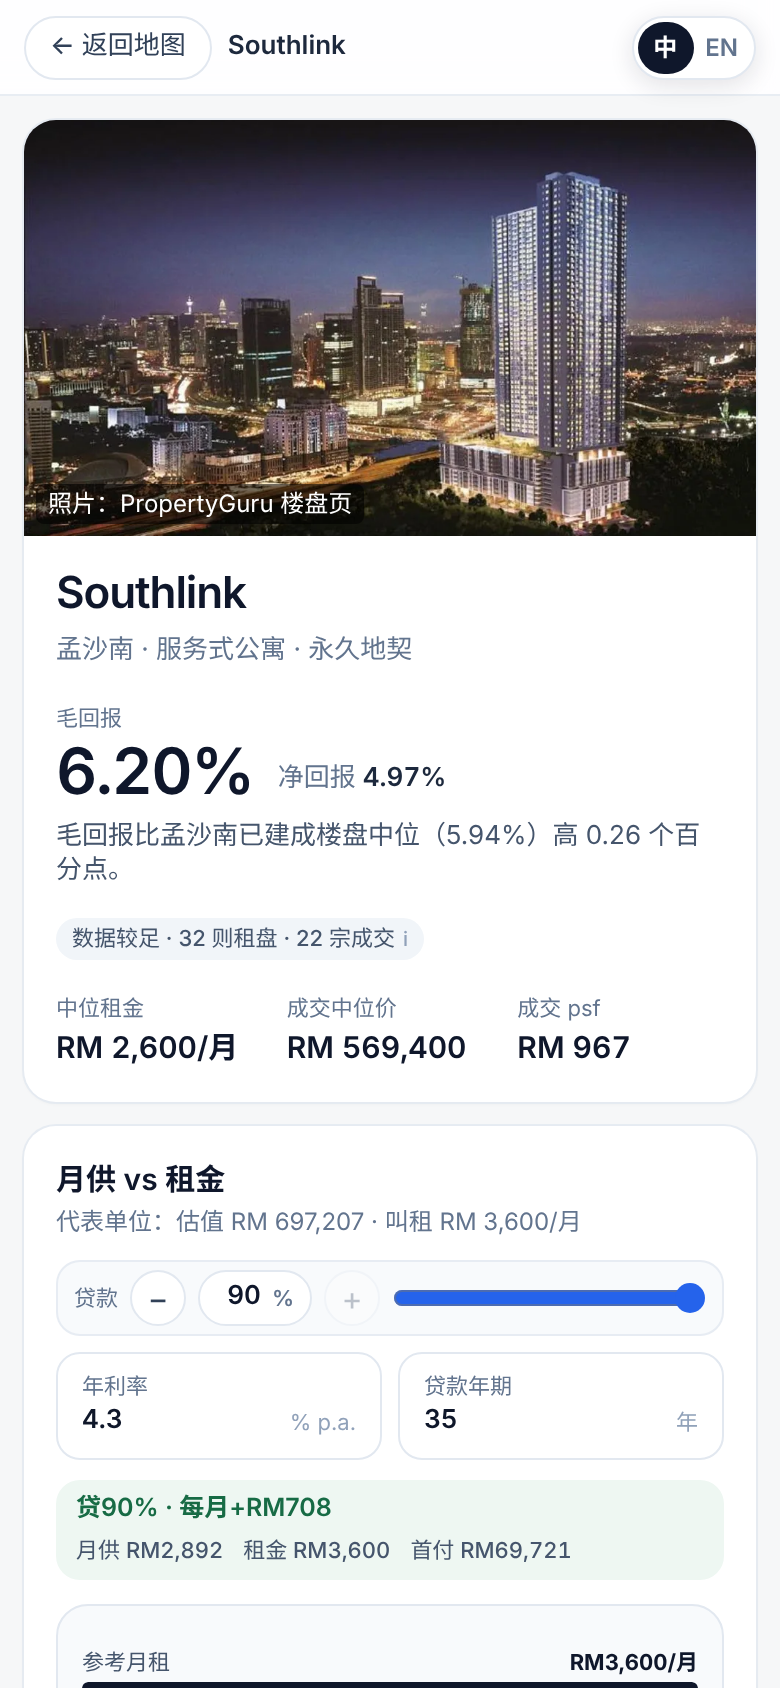 ← 返回地图
Southlink
中 EN
照片：PropertyGuru 楼盘页
Southlink
孟沙南 · 服务式公寓 · 永久地契
毛回报
6.20% 净回报 4.97%
毛回报比孟沙南已建成楼盘中位（5.94%）高 0.26 个百
分点。
数据较足 · 32 则租盘 · 22 宗成交 i
中位租金 成交中位价 成交 psf
RM 2,600/月 RM 569,400 RM 967
月供 vs 租金
代表单位：估值 RM 697,207 · 叫租 RM 3,600/月
贷款 − 90 % +
年利率 贷款年期
4.3 % p.a. 35 年
贷90% · 每月+RM708
月供 RM2,892 租金 RM3,600 首付 RM69,721
参考月租 RM3,600/月